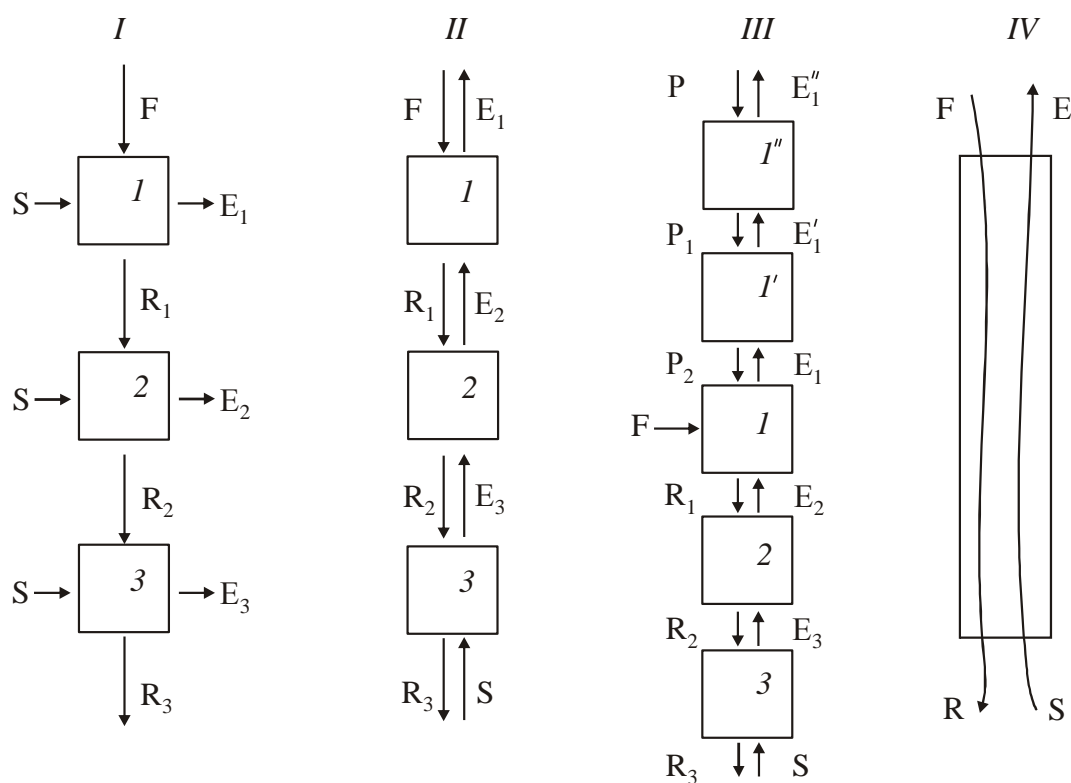 I II III IV
F
S 1 E₁
R₁
S 2 E₂
R₂
S 3 E₃
R₃
F E₁
1
R₁ E₂
2
R₂ E₃
3
R₃ S
P E₁″
1″
P₁ E₁′
1′
P₂ E₁
F 1
R₁ E₂
2
R₂ E₃
3
R₃ S
F E
R S